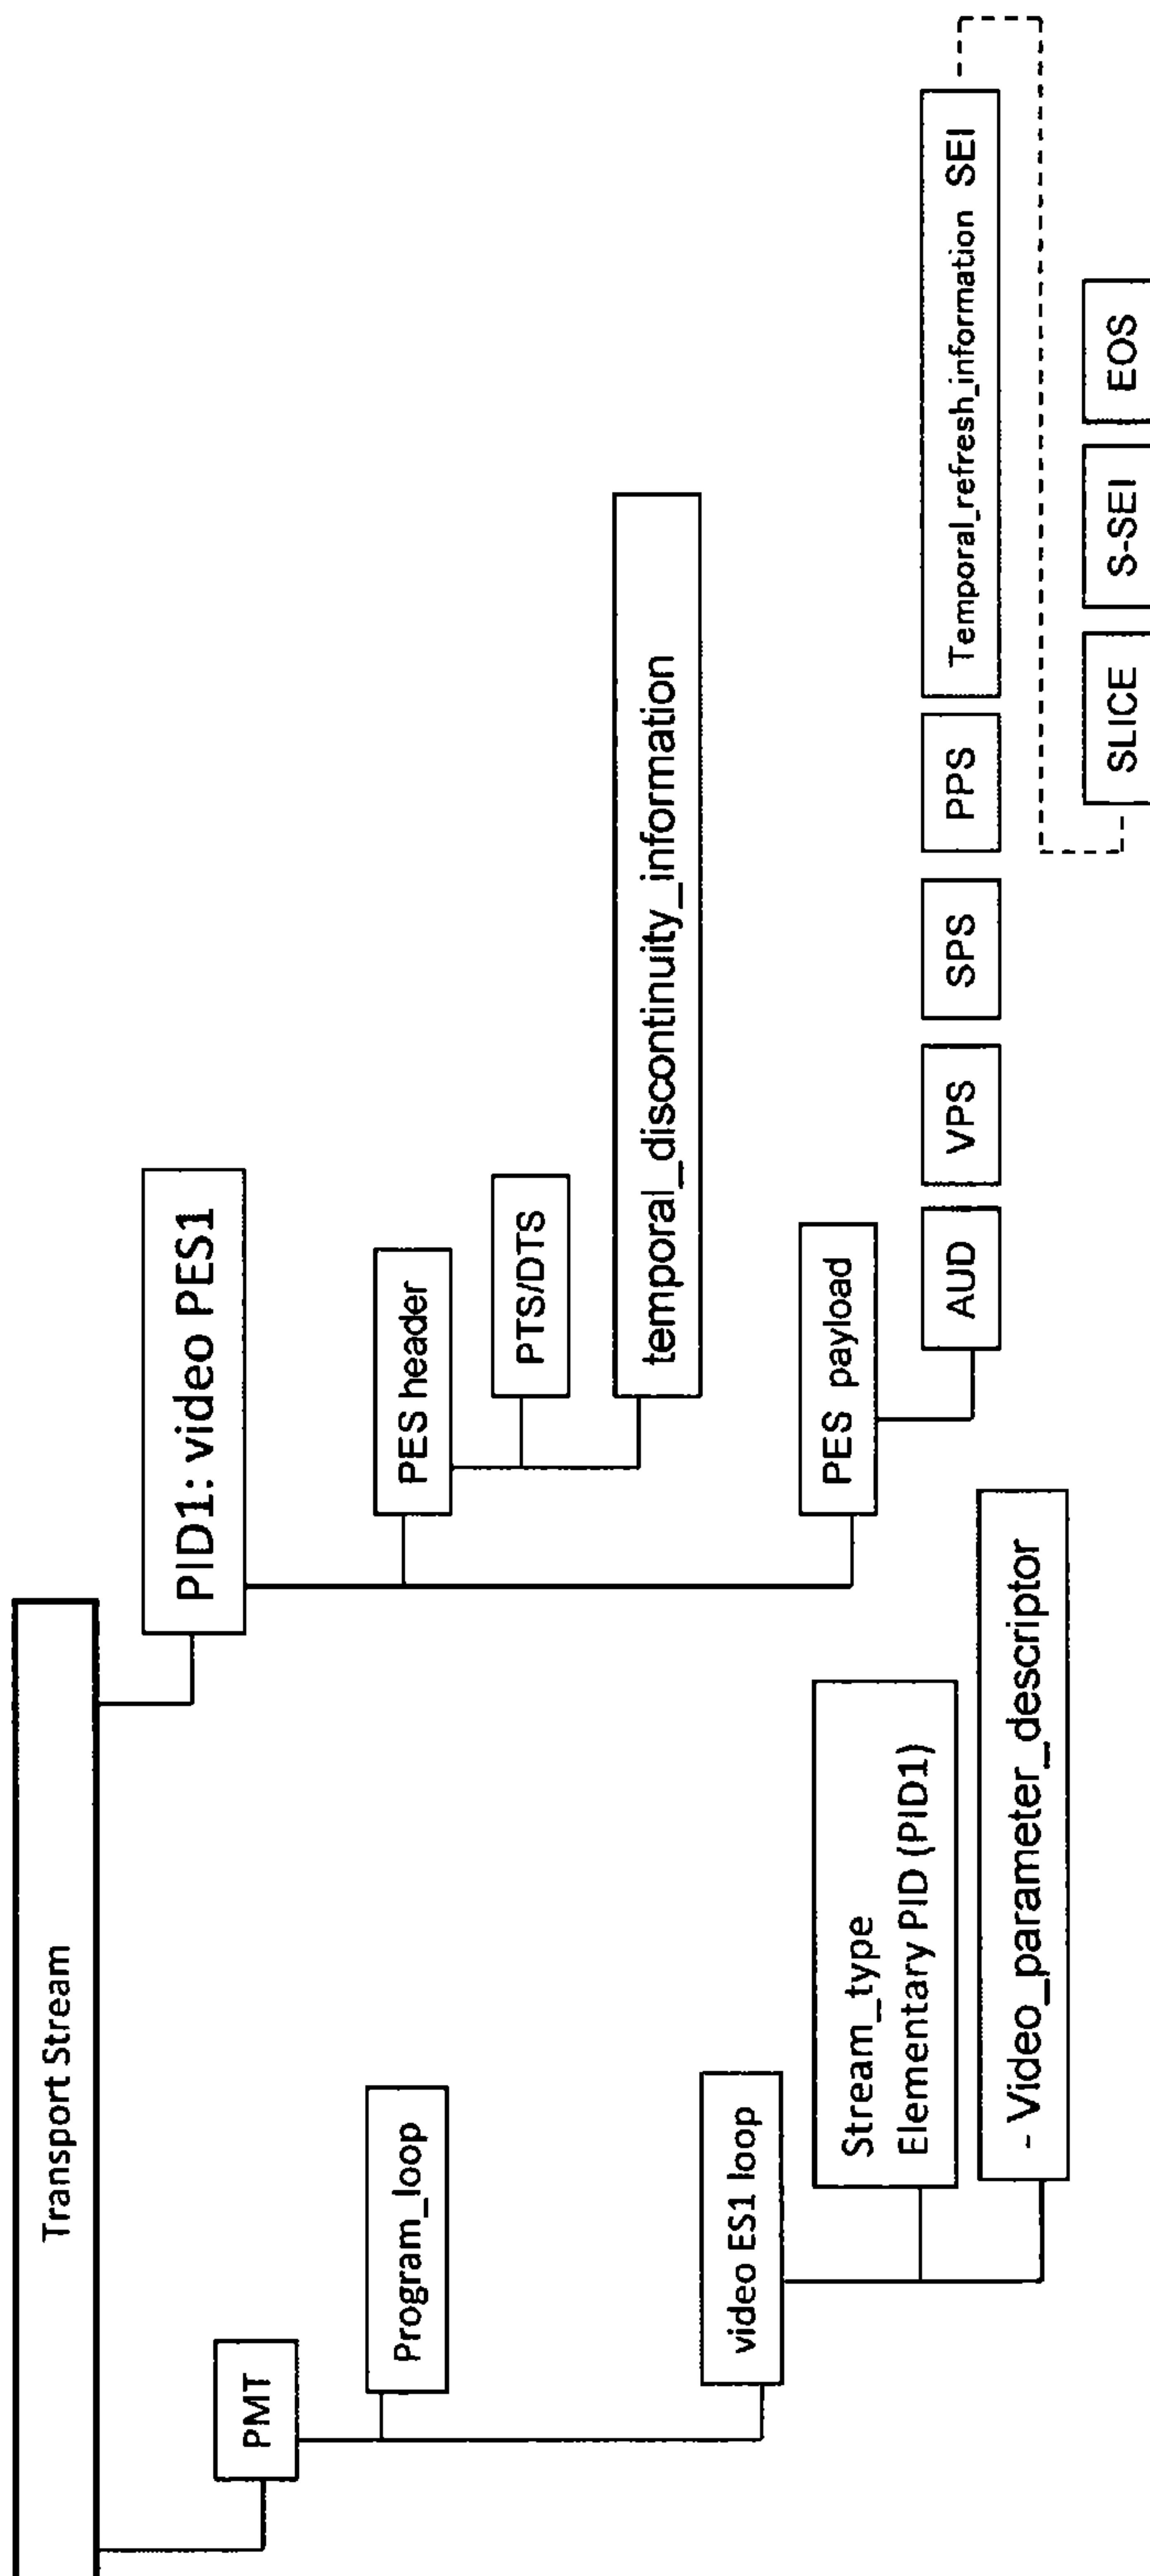 Transport Stream
PID1: video PES1
PMT
PES header
Program_loop
PTS/DTS
temporal_discontinuity_information
video ES1 loop
PES payload
Stream_type
Elementary PID (PID1)
AUD VPS SPS PPS Temporal_refresh_information SEI
- Video_parameter_descriptor
SLICE S-SEI EOS